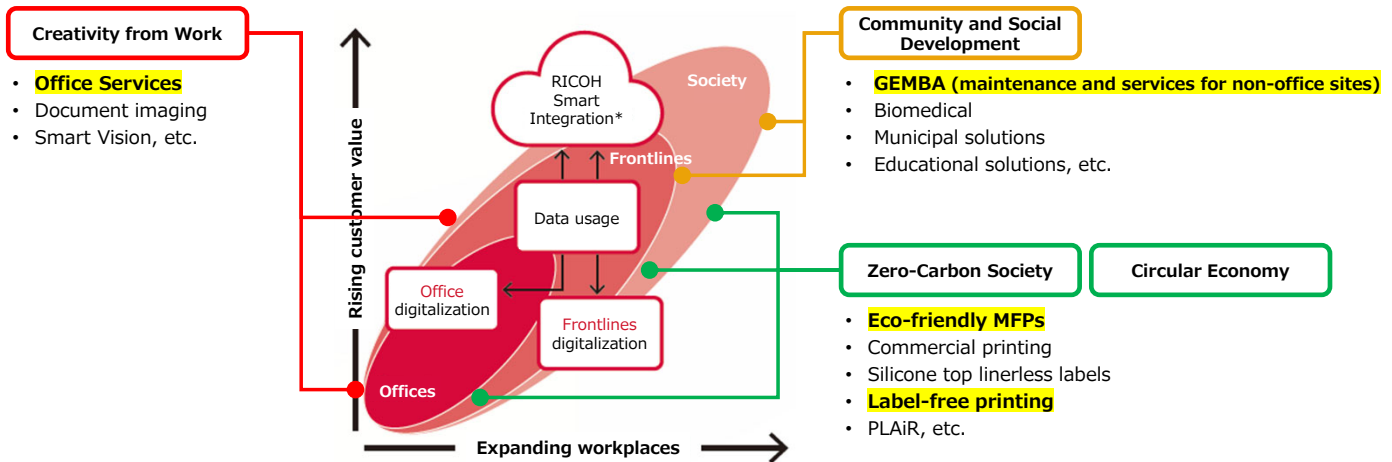 Creativity from Work
• Office Services
• Document imaging
• Smart Vision, etc.
Rising customer value
Expanding workplaces
RICOH
Smart
Integration*
Society
Frontlines
Data usage
Office
digitalization
Frontlines
digitalization
Offices
Community and Social
Development
• GEMBA (maintenance and services for non-office sites)
• Biomedical
• Municipal solutions
• Educational solutions, etc.
Zero-Carbon Society
Circular Economy
• Eco-friendly MFPs
• Commercial printing
• Silicone top linerless labels
• Label-free printing
• PLAiR, etc.